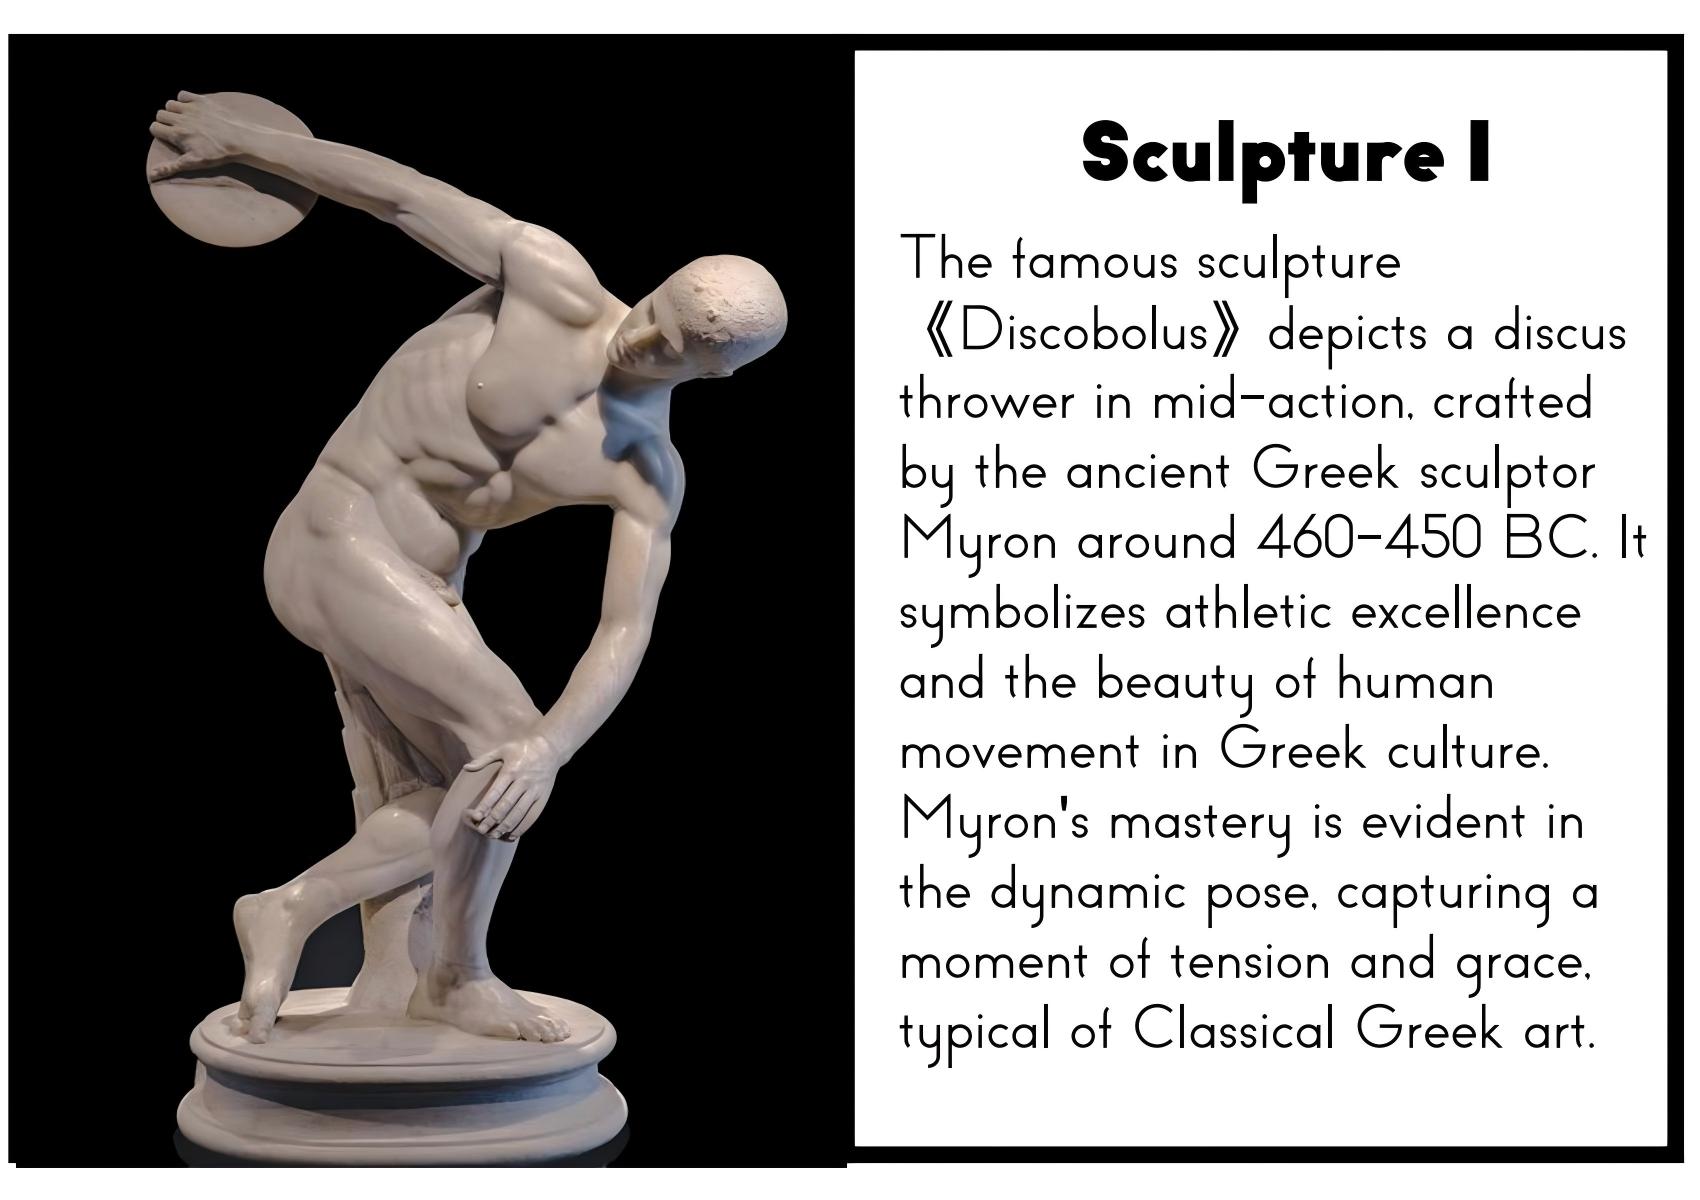 Sculpture I
The famous sculpture
《Discobolus》 depicts a discus
thrower in mid-action, crafted
by the ancient Greek sculptor
Myron around 460-450 BC. It
symbolizes athletic excellence
and the beauty of human
movement in Greek culture.
Myron's mastery is evident in
the dynamic pose, capturing a
moment of tension and grace,
typical of Classical Greek art.